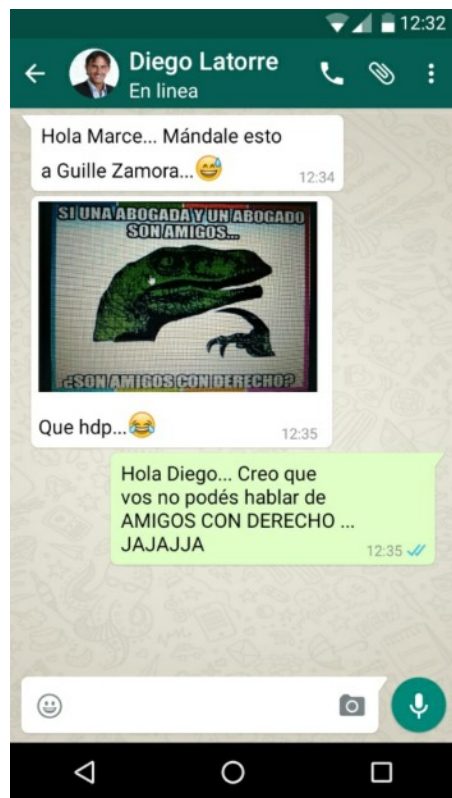 12:32
Diego Latorre
En linea
Hola Marce... Mándale esto
a Guille Zamora...😅
12:34
SI UNA ABOGADA Y UN ABOGADO
SON AMIGOS...
¿SON AMIGOS CON DERECHO?
Que hdp...😂
12:35
Hola Diego... Creo que
vos no podés hablar de
AMIGOS CON DERECHO ...
JAJAJJA
12:35